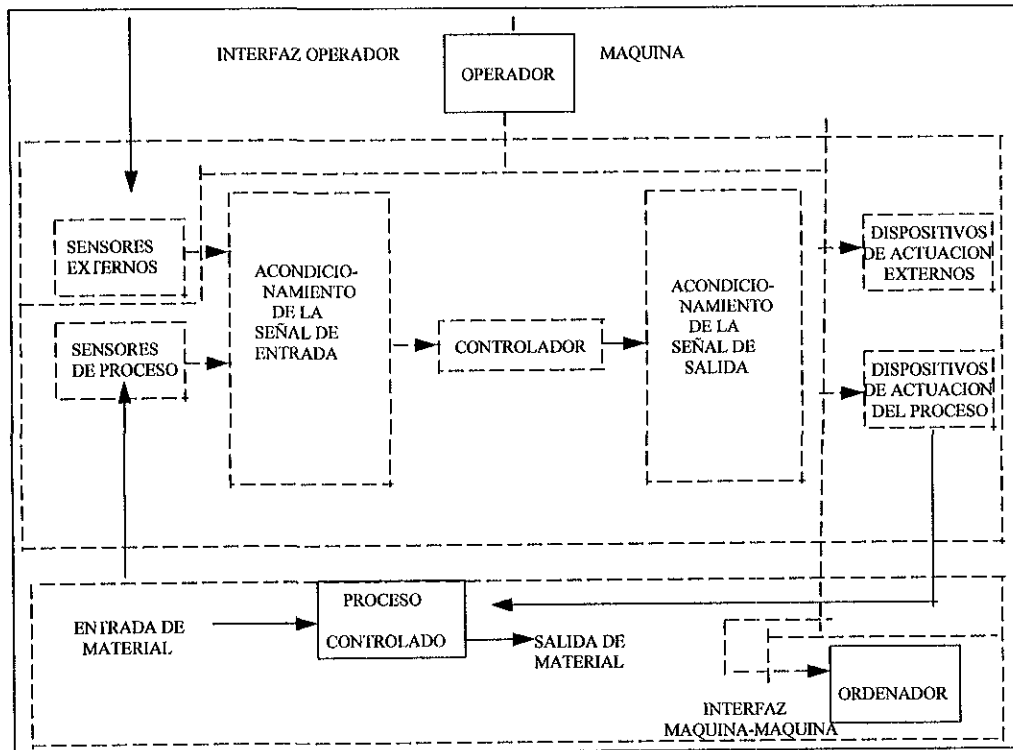 INTERFAZ OPERADOR
MAQUINA
OPERADOR
SENSORES
EXTERNOS
SENSORES
DE PROCESO
ACONDICIO-
NAMIENTO
DE LA
SEÑAL DE
ENTRADA
CONTROLADOR
ACONDICIO-
NAMIENTO
DE LA
SEÑAL DE
SALIDA
DISPOSITIVOS
DE ACTUACION
EXTERNOS
DISPOSITIVOS
DE ACTUACION
DEL PROCESO
ENTRADA DE
MATERIAL
PROCESO
CONTROLADO
SALIDA DE
MATERIAL
INTERFAZ
MAQUINA-MAQUINA
ORDENADOR